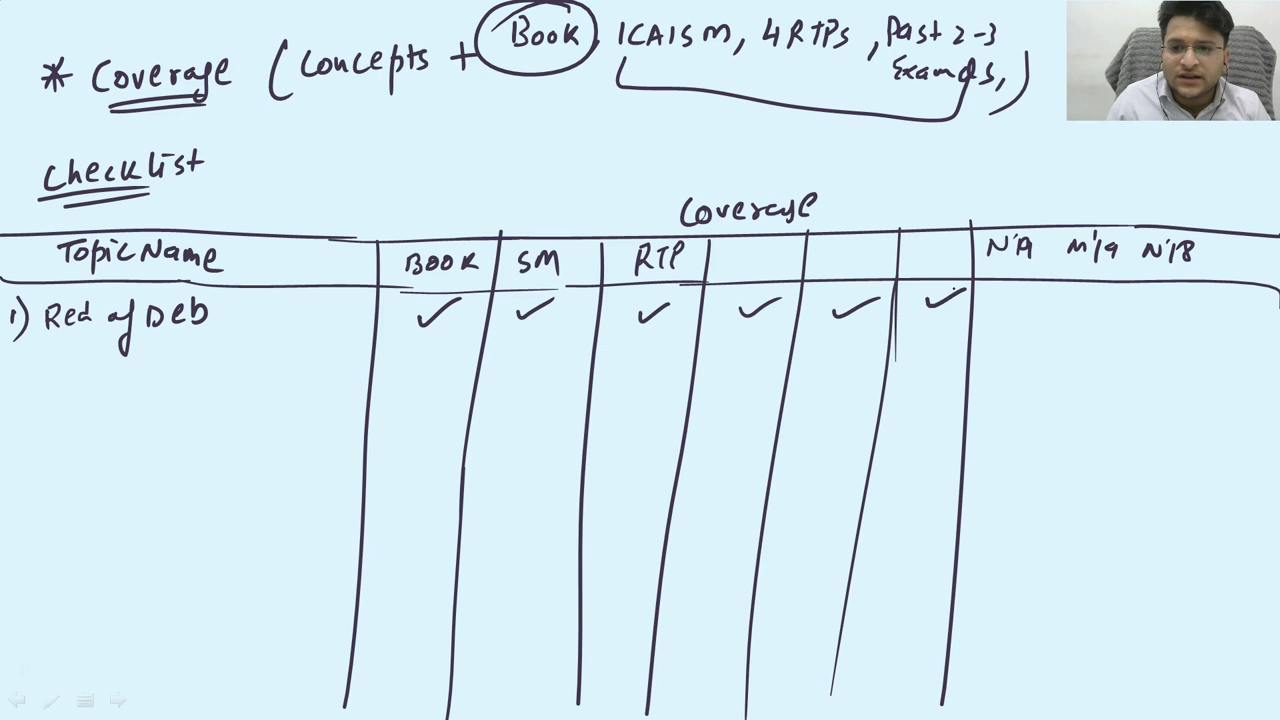 * Coverage (Concepts + Book, ICAI SM, 4 RTPs, Past 2-3 Exams,)
Checklist
Coverage
Topic Name BOOK SM RTP N'19 M'19 N'18
1) Red of Deb